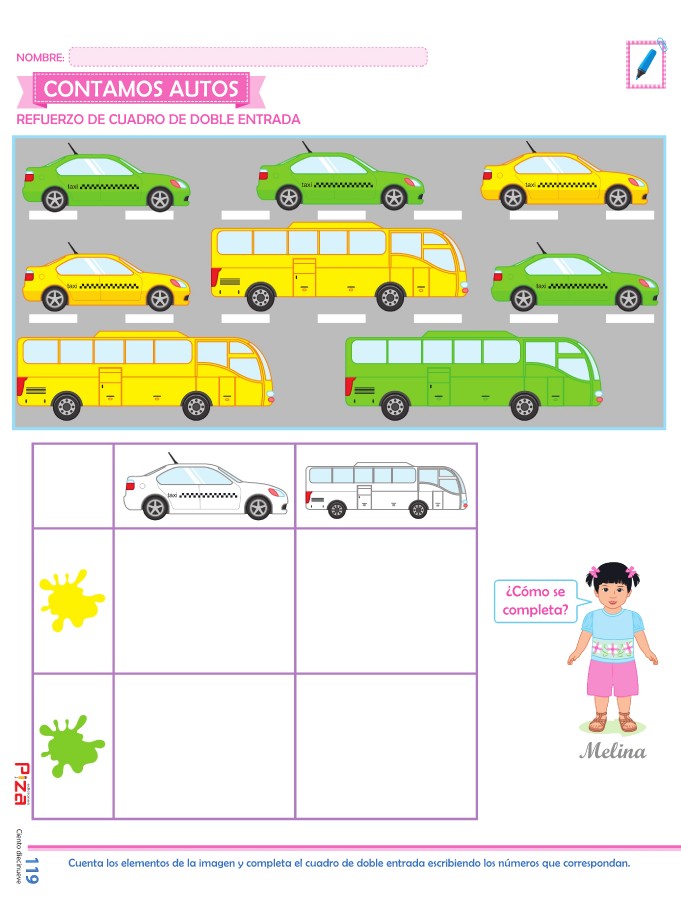 NOMBRE:
CONTAMOS AUTOS
REFUERZO DE CUADRO DE DOBLE ENTRADA
taxi
taxi
taxi
taxi
taxi
taxi
¿Cómo se
completa?
Melina
Piza
Ciento diecinueve
119
Cuenta los elementos de la imagen y completa el cuadro de doble entrada escribiendo los números que correspondan.